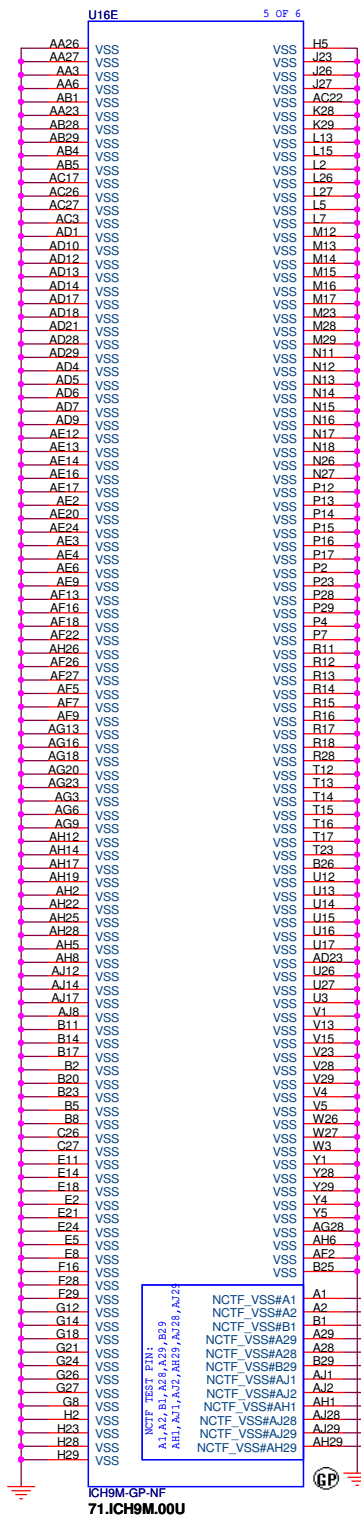 U16E 5 OF 6
AA26 VSS VSS H5
AA27 VSS VSS J23
AA3 VSS VSS J26
AA6 VSS VSS J27
AB1 VSS VSS AC22
AA23 VSS VSS K28
AB28 VSS VSS K29
AB29 VSS VSS L13
AB4 VSS VSS L15
AB5 VSS VSS L2
AC17 VSS VSS L26
AC26 VSS VSS L27
AC27 VSS VSS L5
AC3 VSS VSS L7
AD1 VSS VSS M12
AD10 VSS VSS M13
AD12 VSS VSS M14
AD13 VSS VSS M15
AD14 VSS VSS M16
AD17 VSS VSS M17
AD18 VSS VSS M23
AD21 VSS VSS M28
AD28 VSS VSS M29
AD29 VSS VSS N11
AD4 VSS VSS N12
AD5 VSS VSS N13
AD6 VSS VSS N14
AD7 VSS VSS N15
AD9 VSS VSS N16
AE12 VSS VSS N17
AE13 VSS VSS N18
AE14 VSS VSS N26
AE16 VSS VSS N27
AE17 VSS VSS P12
AE2 VSS VSS P13
AE20 VSS VSS P14
AE24 VSS VSS P15
AE3 VSS VSS P16
AE4 VSS VSS P17
AE6 VSS VSS P2
AE9 VSS VSS P23
AF13 VSS VSS P28
AF16 VSS VSS P29
AF18 VSS VSS P4
AF22 VSS VSS P7
AH26 VSS VSS R11
AF26 VSS VSS R12
AF27 VSS VSS R13
AF5 VSS VSS R14
AF7 VSS VSS R15
AF9 VSS VSS R16
AG13 VSS VSS R17
AG16 VSS VSS R18
AG18 VSS VSS R28
AG20 VSS VSS T12
AG23 VSS VSS T13
AG3 VSS VSS T14
AG6 VSS VSS T15
AG9 VSS VSS T16
AH12 VSS VSS T17
AH14 VSS VSS T23
AH17 VSS VSS B26
AH19 VSS VSS U12
AH2 VSS VSS U13
AH22 VSS VSS U14
AH25 VSS VSS U15
AH28 VSS VSS U16
AH5 VSS VSS U17
AH8 VSS VSS AD23
AJ12 VSS VSS U26
AJ14 VSS VSS U27
AJ17 VSS VSS U3
AJ8 VSS VSS V1
B11 VSS VSS V13
B14 VSS VSS V15
B17 VSS VSS V23
B2 VSS VSS V28
B20 VSS VSS V29
B23 VSS VSS V4
B5 VSS VSS V5
B8 VSS VSS W26
C26 VSS VSS W27
C27 VSS VSS W3
E11 VSS VSS Y1
E14 VSS VSS Y28
E18 VSS VSS Y29
E2 VSS VSS Y4
E21 VSS VSS Y5
E24 VSS VSS AG28
E5 VSS VSS AH6
E8 VSS VSS AF2
F16 VSS VSS B25
F28 VSS
F29 VSS
G12 VSS
G14 VSS
G18 VSS
G21 VSS
G24 VSS
G26 VSS
G27 VSS
G8 VSS
H2 VSS
H23 VSS
H28 VSS
H29 VSS
NCTF TEST PIN:
A1,A2,B1,A28,A29,B29
AH1,AJ1,AJ2,AH29,AJ28,AJ29
NCTF_VSS#A1 A1
NCTF_VSS#A2 A2
NCTF_VSS#B1 B1
NCTF_VSS#A29 A29
NCTF_VSS#A28 A28
NCTF_VSS#B29 B29
NCTF_VSS#AJ1 AJ1
NCTF_VSS#AJ2 AJ2
NCTF_VSS#AH1 AH1
NCTF_VSS#AJ28 AJ28
NCTF_VSS#AJ29 AJ29
NCTF_VSS#AH29 AH29
GP
ICH9M-GP-NF
71.ICH9M.00U